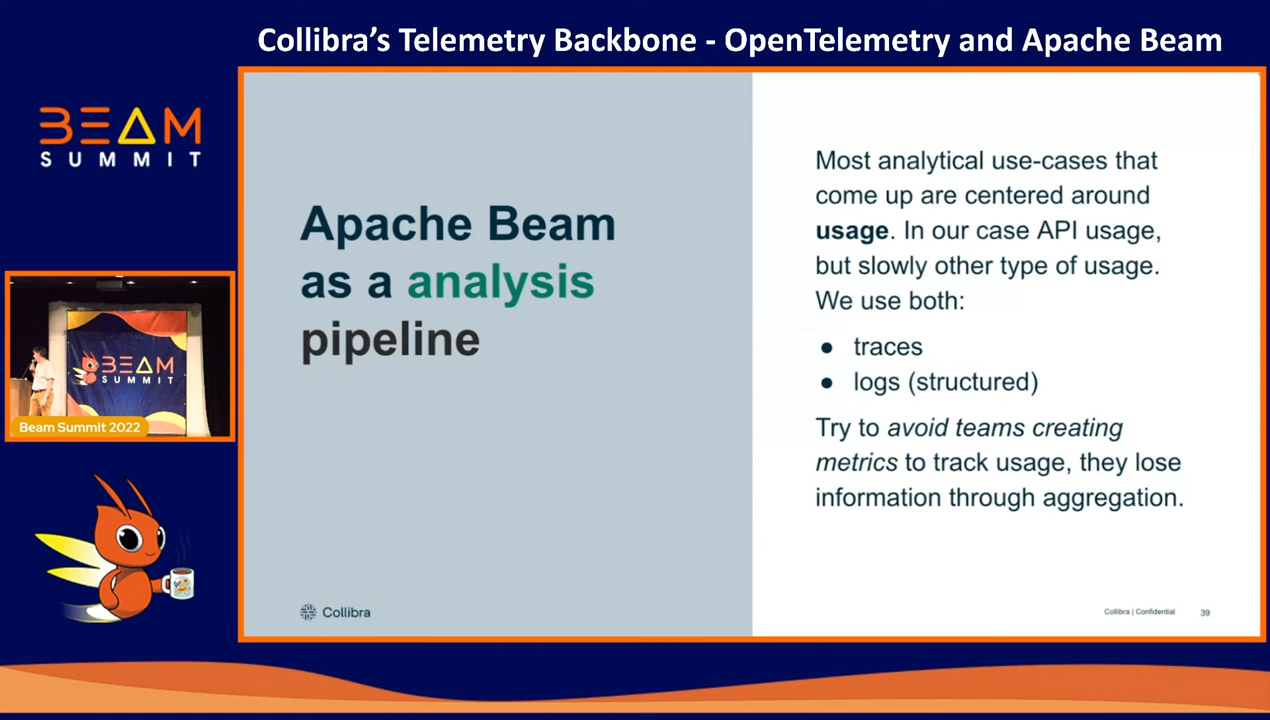 Collibra's Telemetry Backbone - OpenTelemetry and Apache Beam
BEAM
SUMMIT
Apache Beam
as a analysis
pipeline
Most analytical use-cases that
come up are centered around
usage. In our case API usage,
but slowly other type of usage.
We use both:
● traces
● logs (structured)
Try to avoid teams creating
metrics to track usage, they lose
information through aggregation.
BEAM
SUMMIT
Beam Summit 2022
Collibra
Collibra | Confidential
39